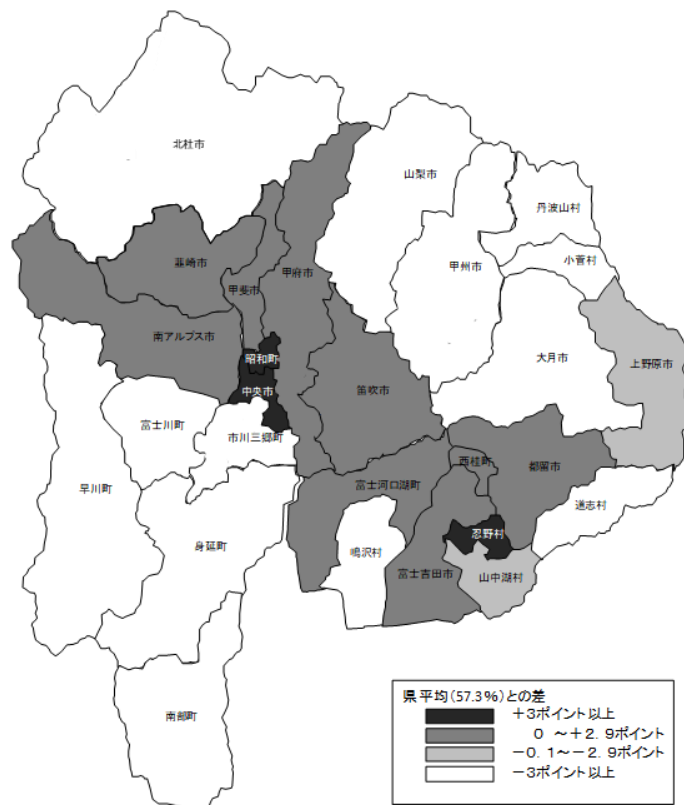 北杜市
山梨市
丹波山村
小菅村
甲州市
韮崎市
甲府市
甲斐市
南アルプス市
昭和町
大月市
上野原市
中央市
笛吹市
富士川町
市川三郷町
西桂町
都留市
早川町
富士河口湖町
道志村
忍野村
身延町
鳴沢村
富士吉田市
山中湖村
南部町
県平均(57.3%)との差
+3ポイント以上
0 ~+2.9ポイント
-0.1~-2.9ポイント
-3ポイント以上